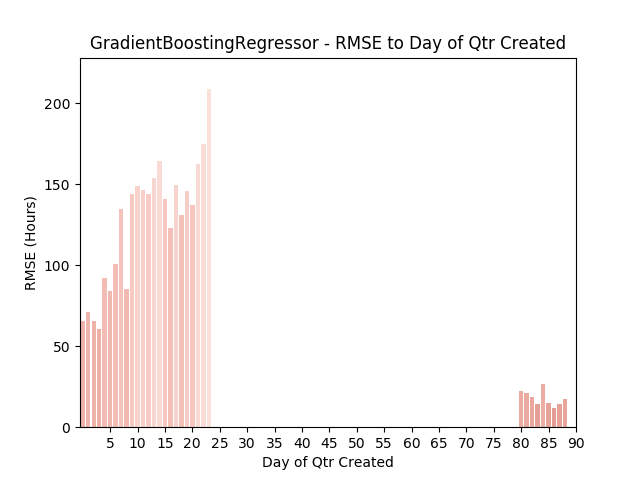 GradientBoostingRegressor - RMSE to Day of Qtr Created
RMSE (Hours)
200
150
100
50
0
5 10 15 20 25 30 35 40 45 50 55 60 65 70 75 80 85 90
Day of Qtr Created